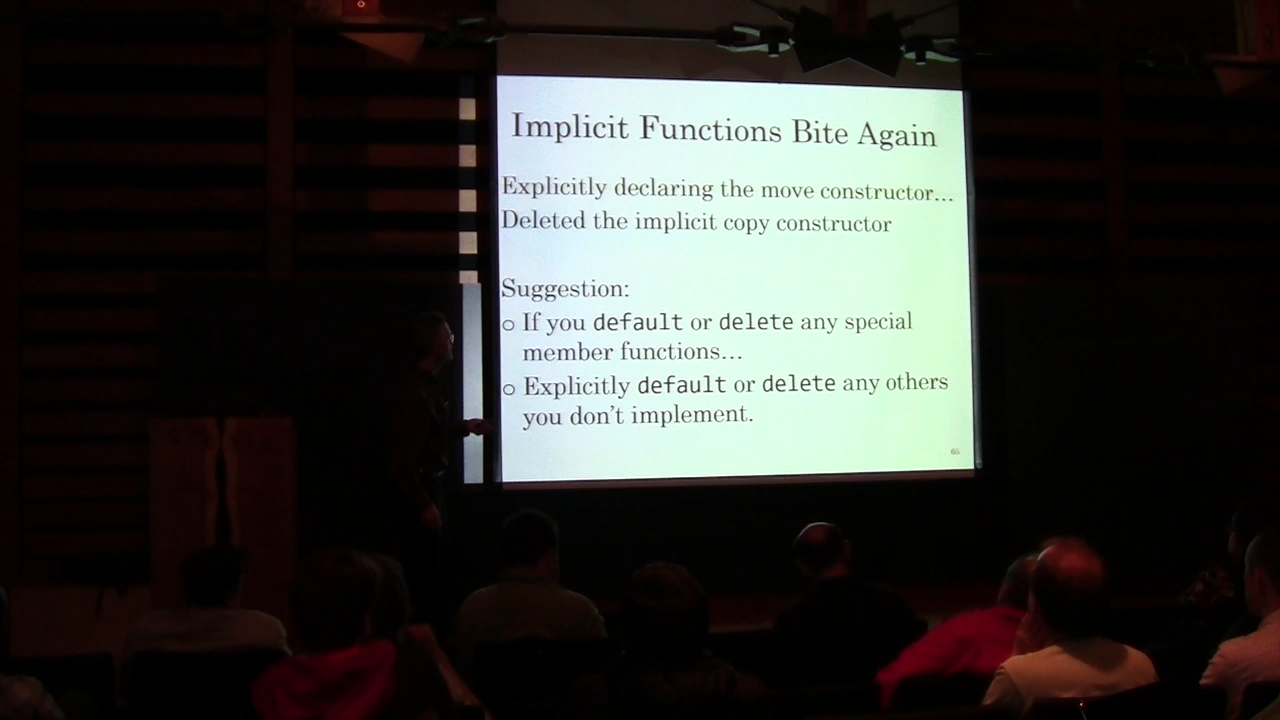 Implicit Functions Bite Again
Explicitly declaring the move constructor…
Deleted the implicit copy constructor
Suggestion:
○ If you default or delete any special
member functions…
○ Explicitly default or delete any others
you don’t implement.
65